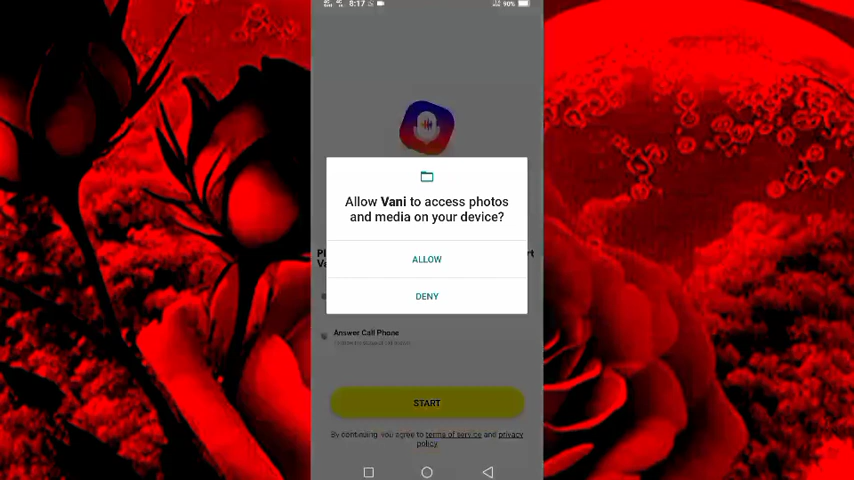 8:17
90%
Allow Vani to access photos
and media on your device?
ALLOW
DENY
Answer Call Phone
START
By continuing, you agree to terms of service and privacy
policy